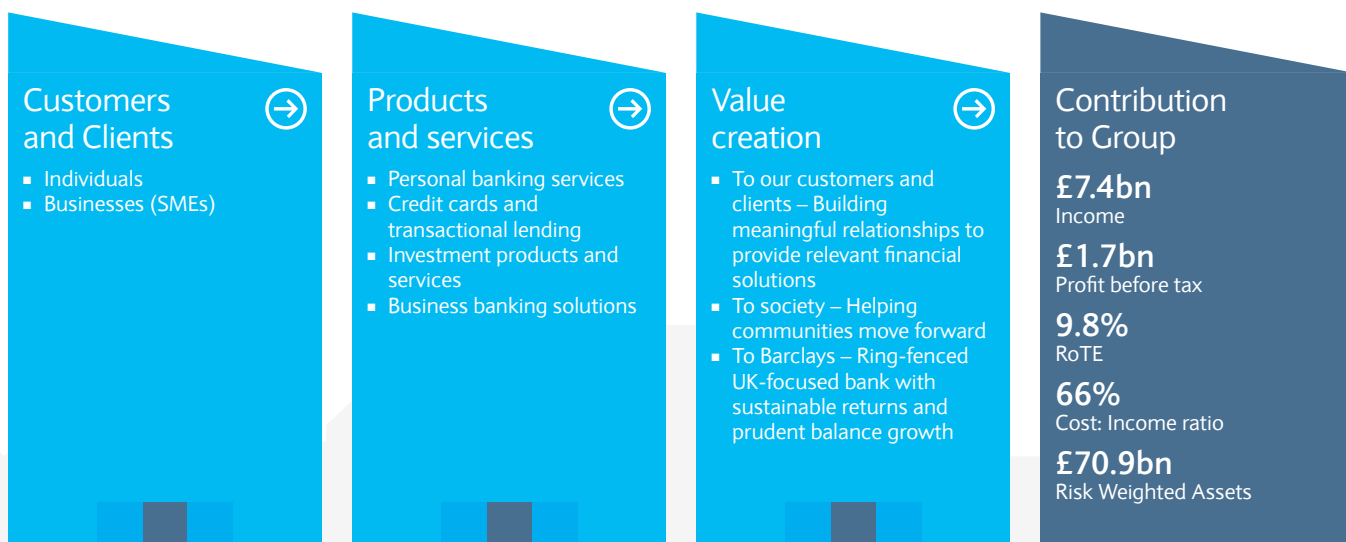 Customers
and Clients
▪ Individuals
▪ Businesses (SMEs)
Products
and services
▪ Personal banking services
▪ Credit cards and
transactional lending
▪ Investment products and
services
▪ Business banking solutions
Value
creation
▪ To our customers and
clients – Building
meaningful relationships to
provide relevant financial
solutions
▪ To society – Helping
communities move forward
▪ To Barclays – Ring-fenced
UK-focused bank with
sustainable returns and
prudent balance growth
Contribution
to Group
£7.4bn
Income
£1.7bn
Profit before tax
9.8%
RoTE
66%
Cost: Income ratio
£70.9bn
Risk Weighted Assets